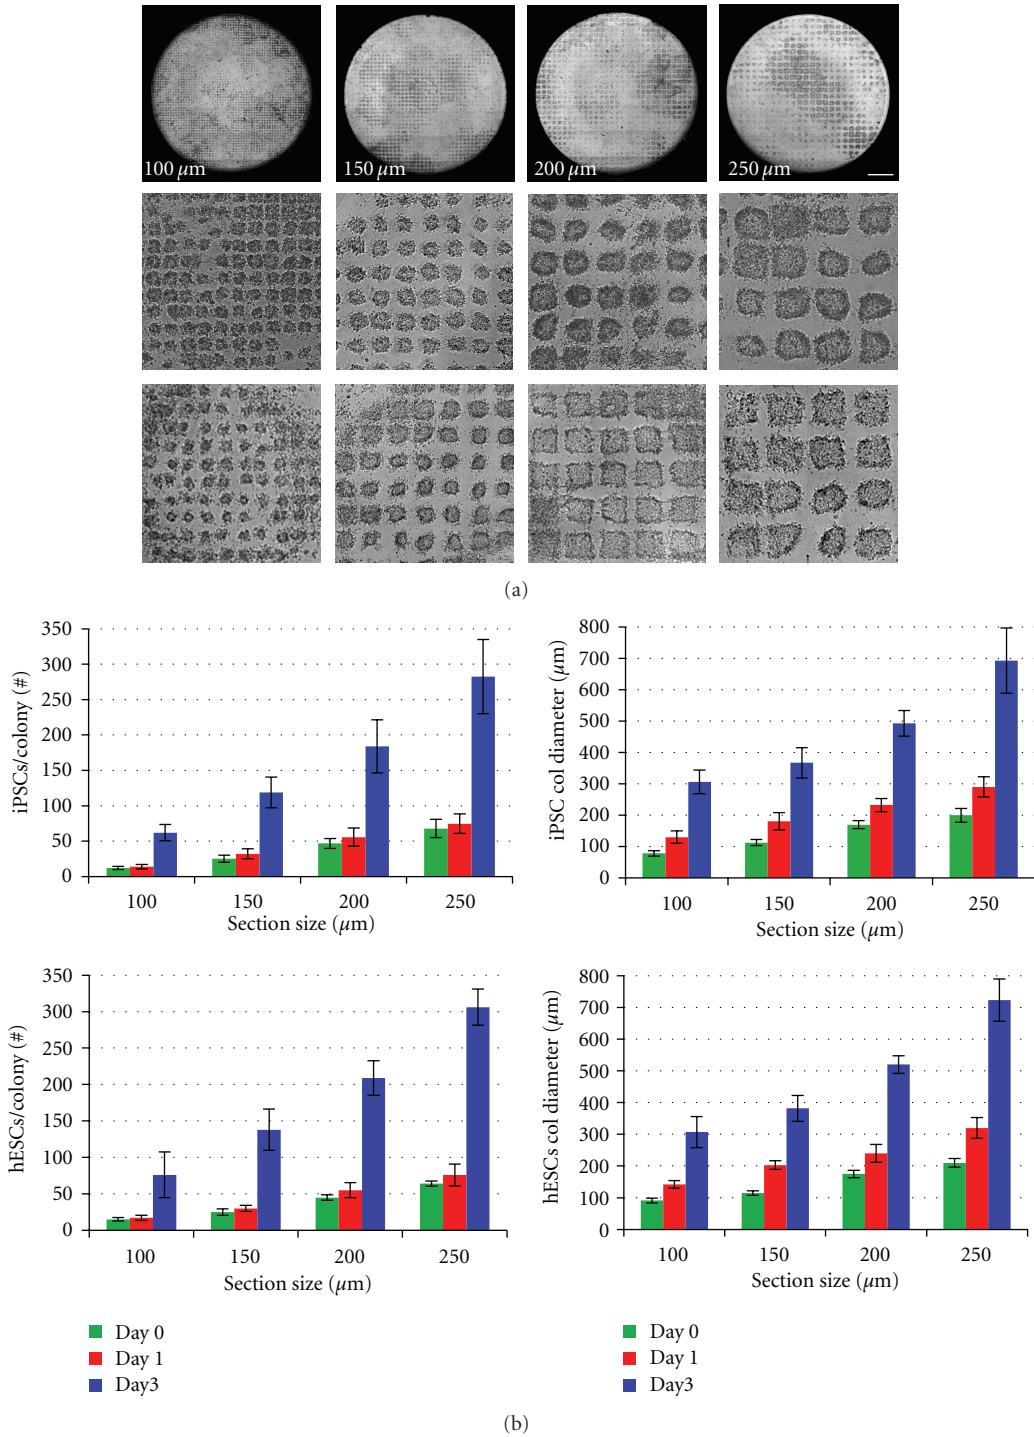 100 µm 150 µm 200 µm 250 µm
(a)
iPSCs/colony (#)
350
300
250
200
150
100
50
0
100 150 200 250
Section size (µm)
iPSC col diameter (µm)
800
700
600
500
400
300
200
100
0
100 150 200 250
Section size (µm)
hESCs/colony (#)
350
300
250
200
150
100
50
0
100 150 200 250
Section size (µm)
hESCs col diameter (µm)
800
700
600
500
400
300
200
100
0
100 150 200 250
Section size (µm)
Day 0
Day 1
Day3
Day 0
Day 1
Day3
(b)